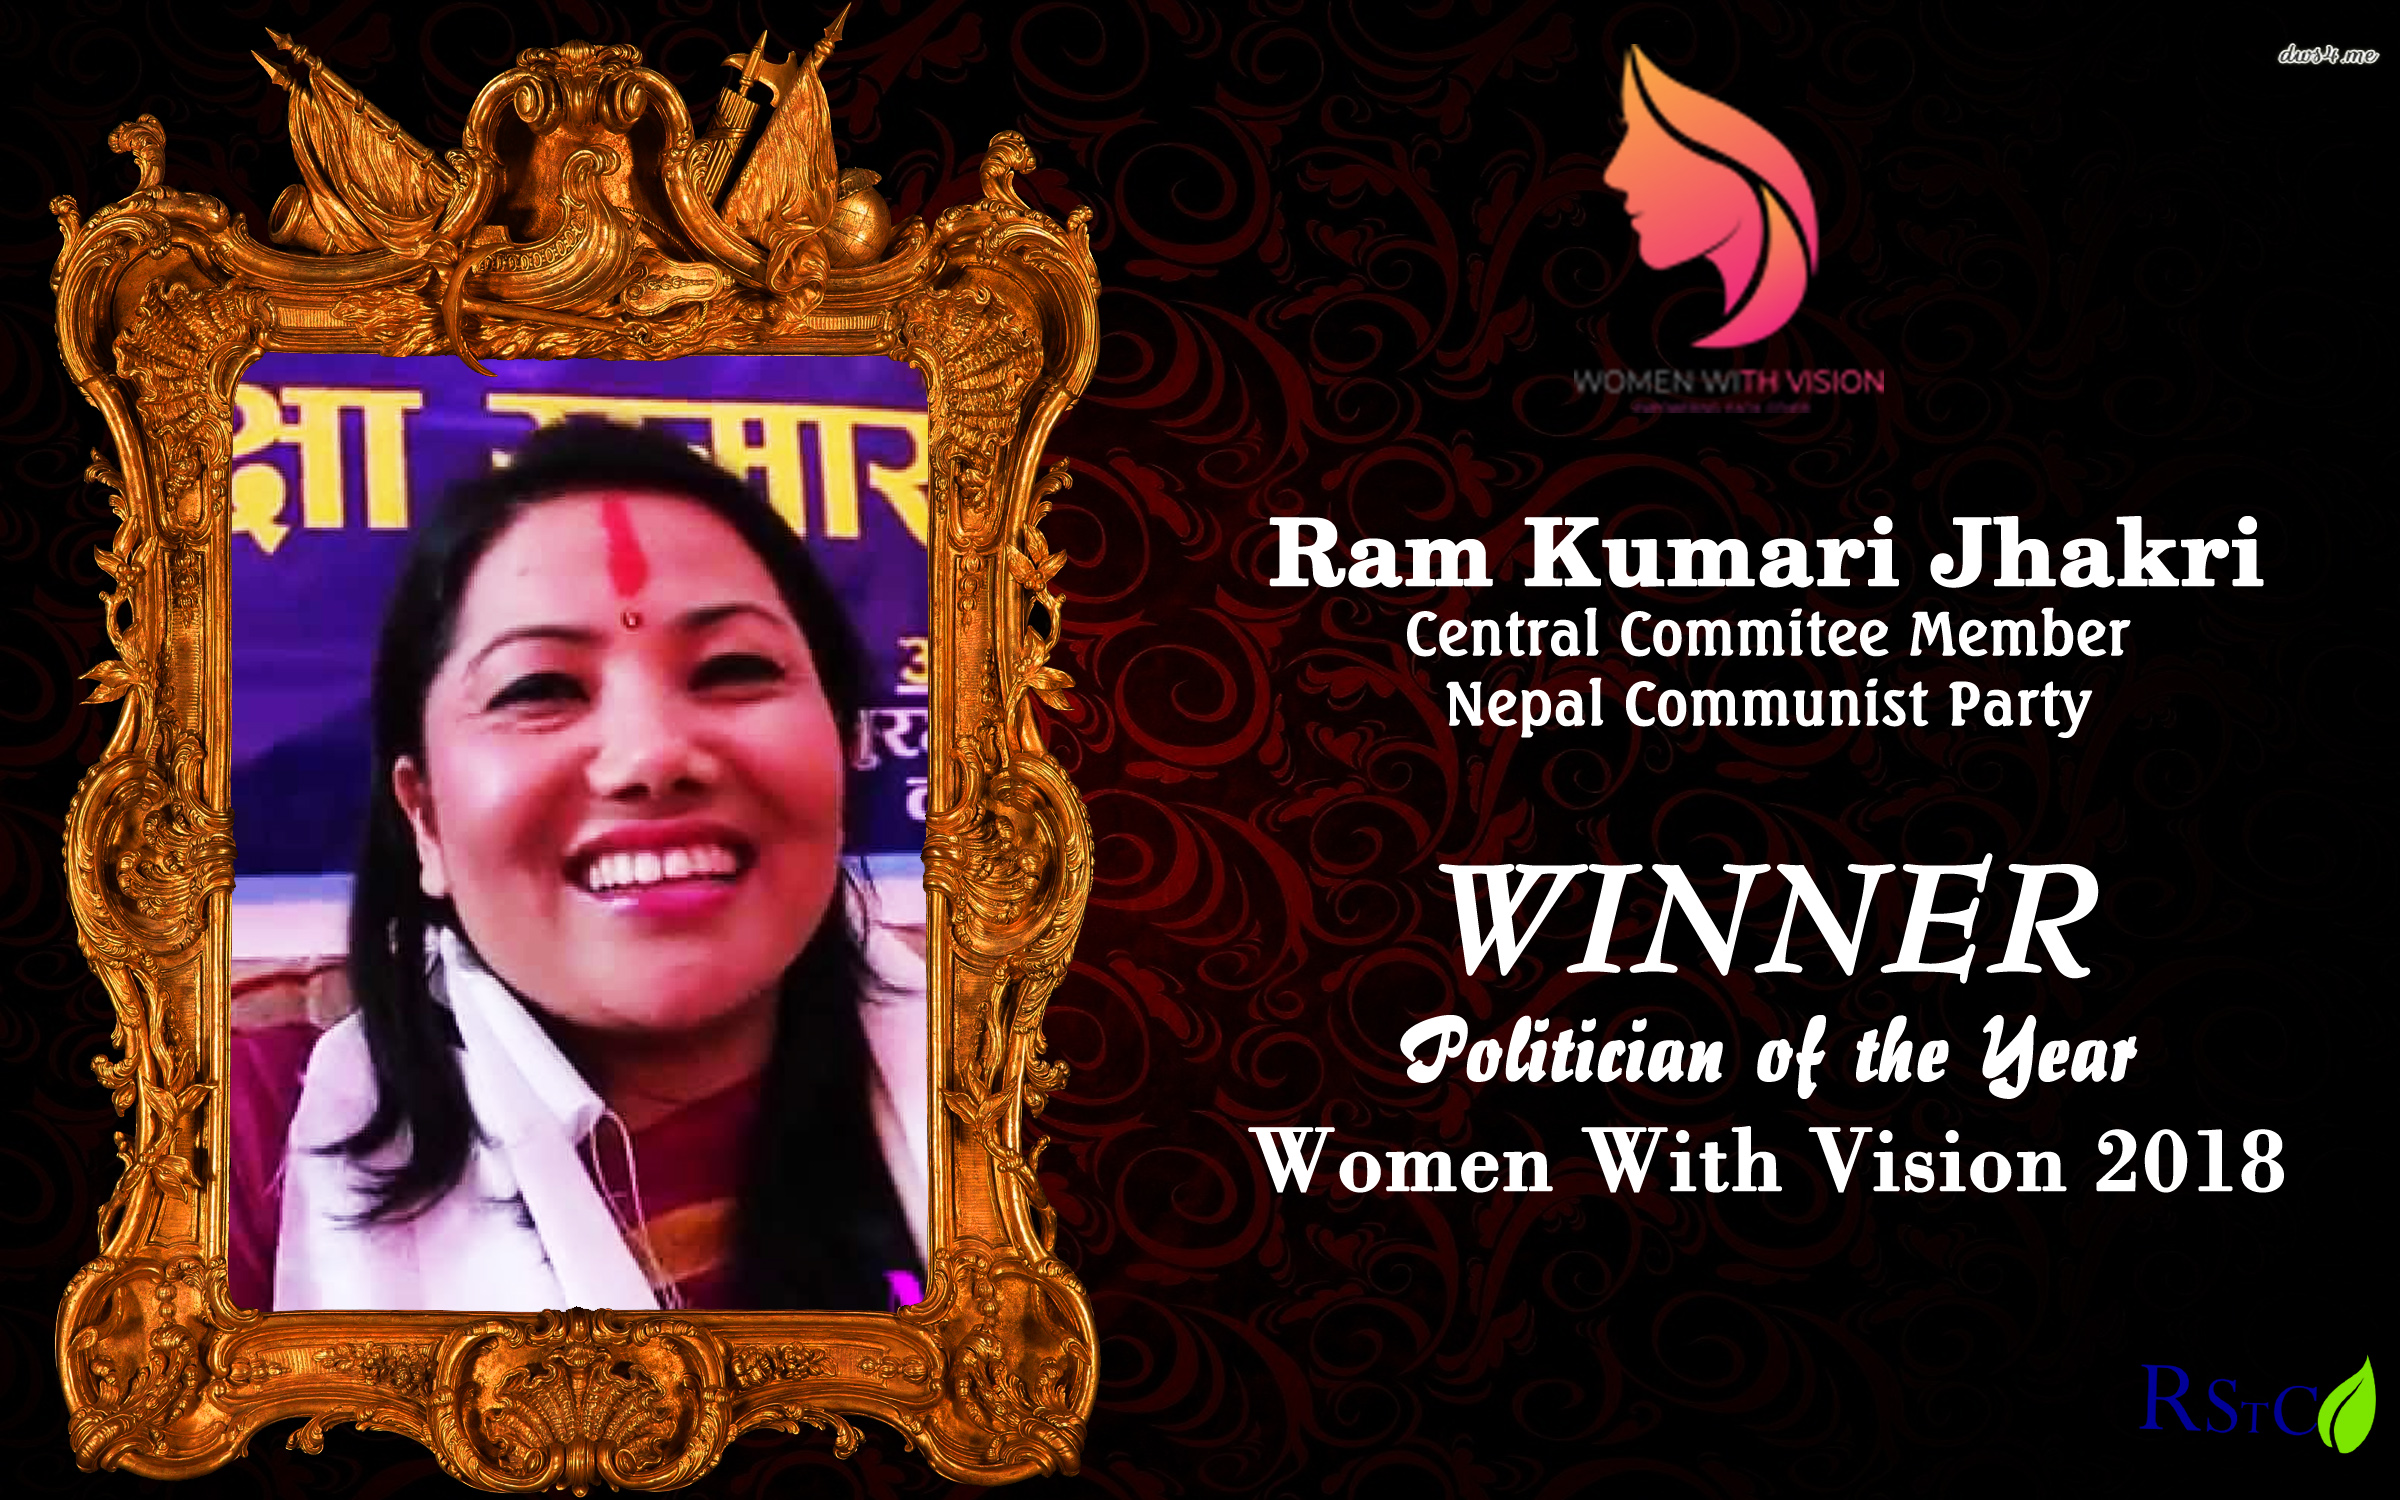 dws4.me
WOMEN WITH VISION
Ram Kumari Jhakri
Central Commitee Member
Nepal Communist Party
WINNER
Politician of the Year
Women With Vision 2018
RSTC